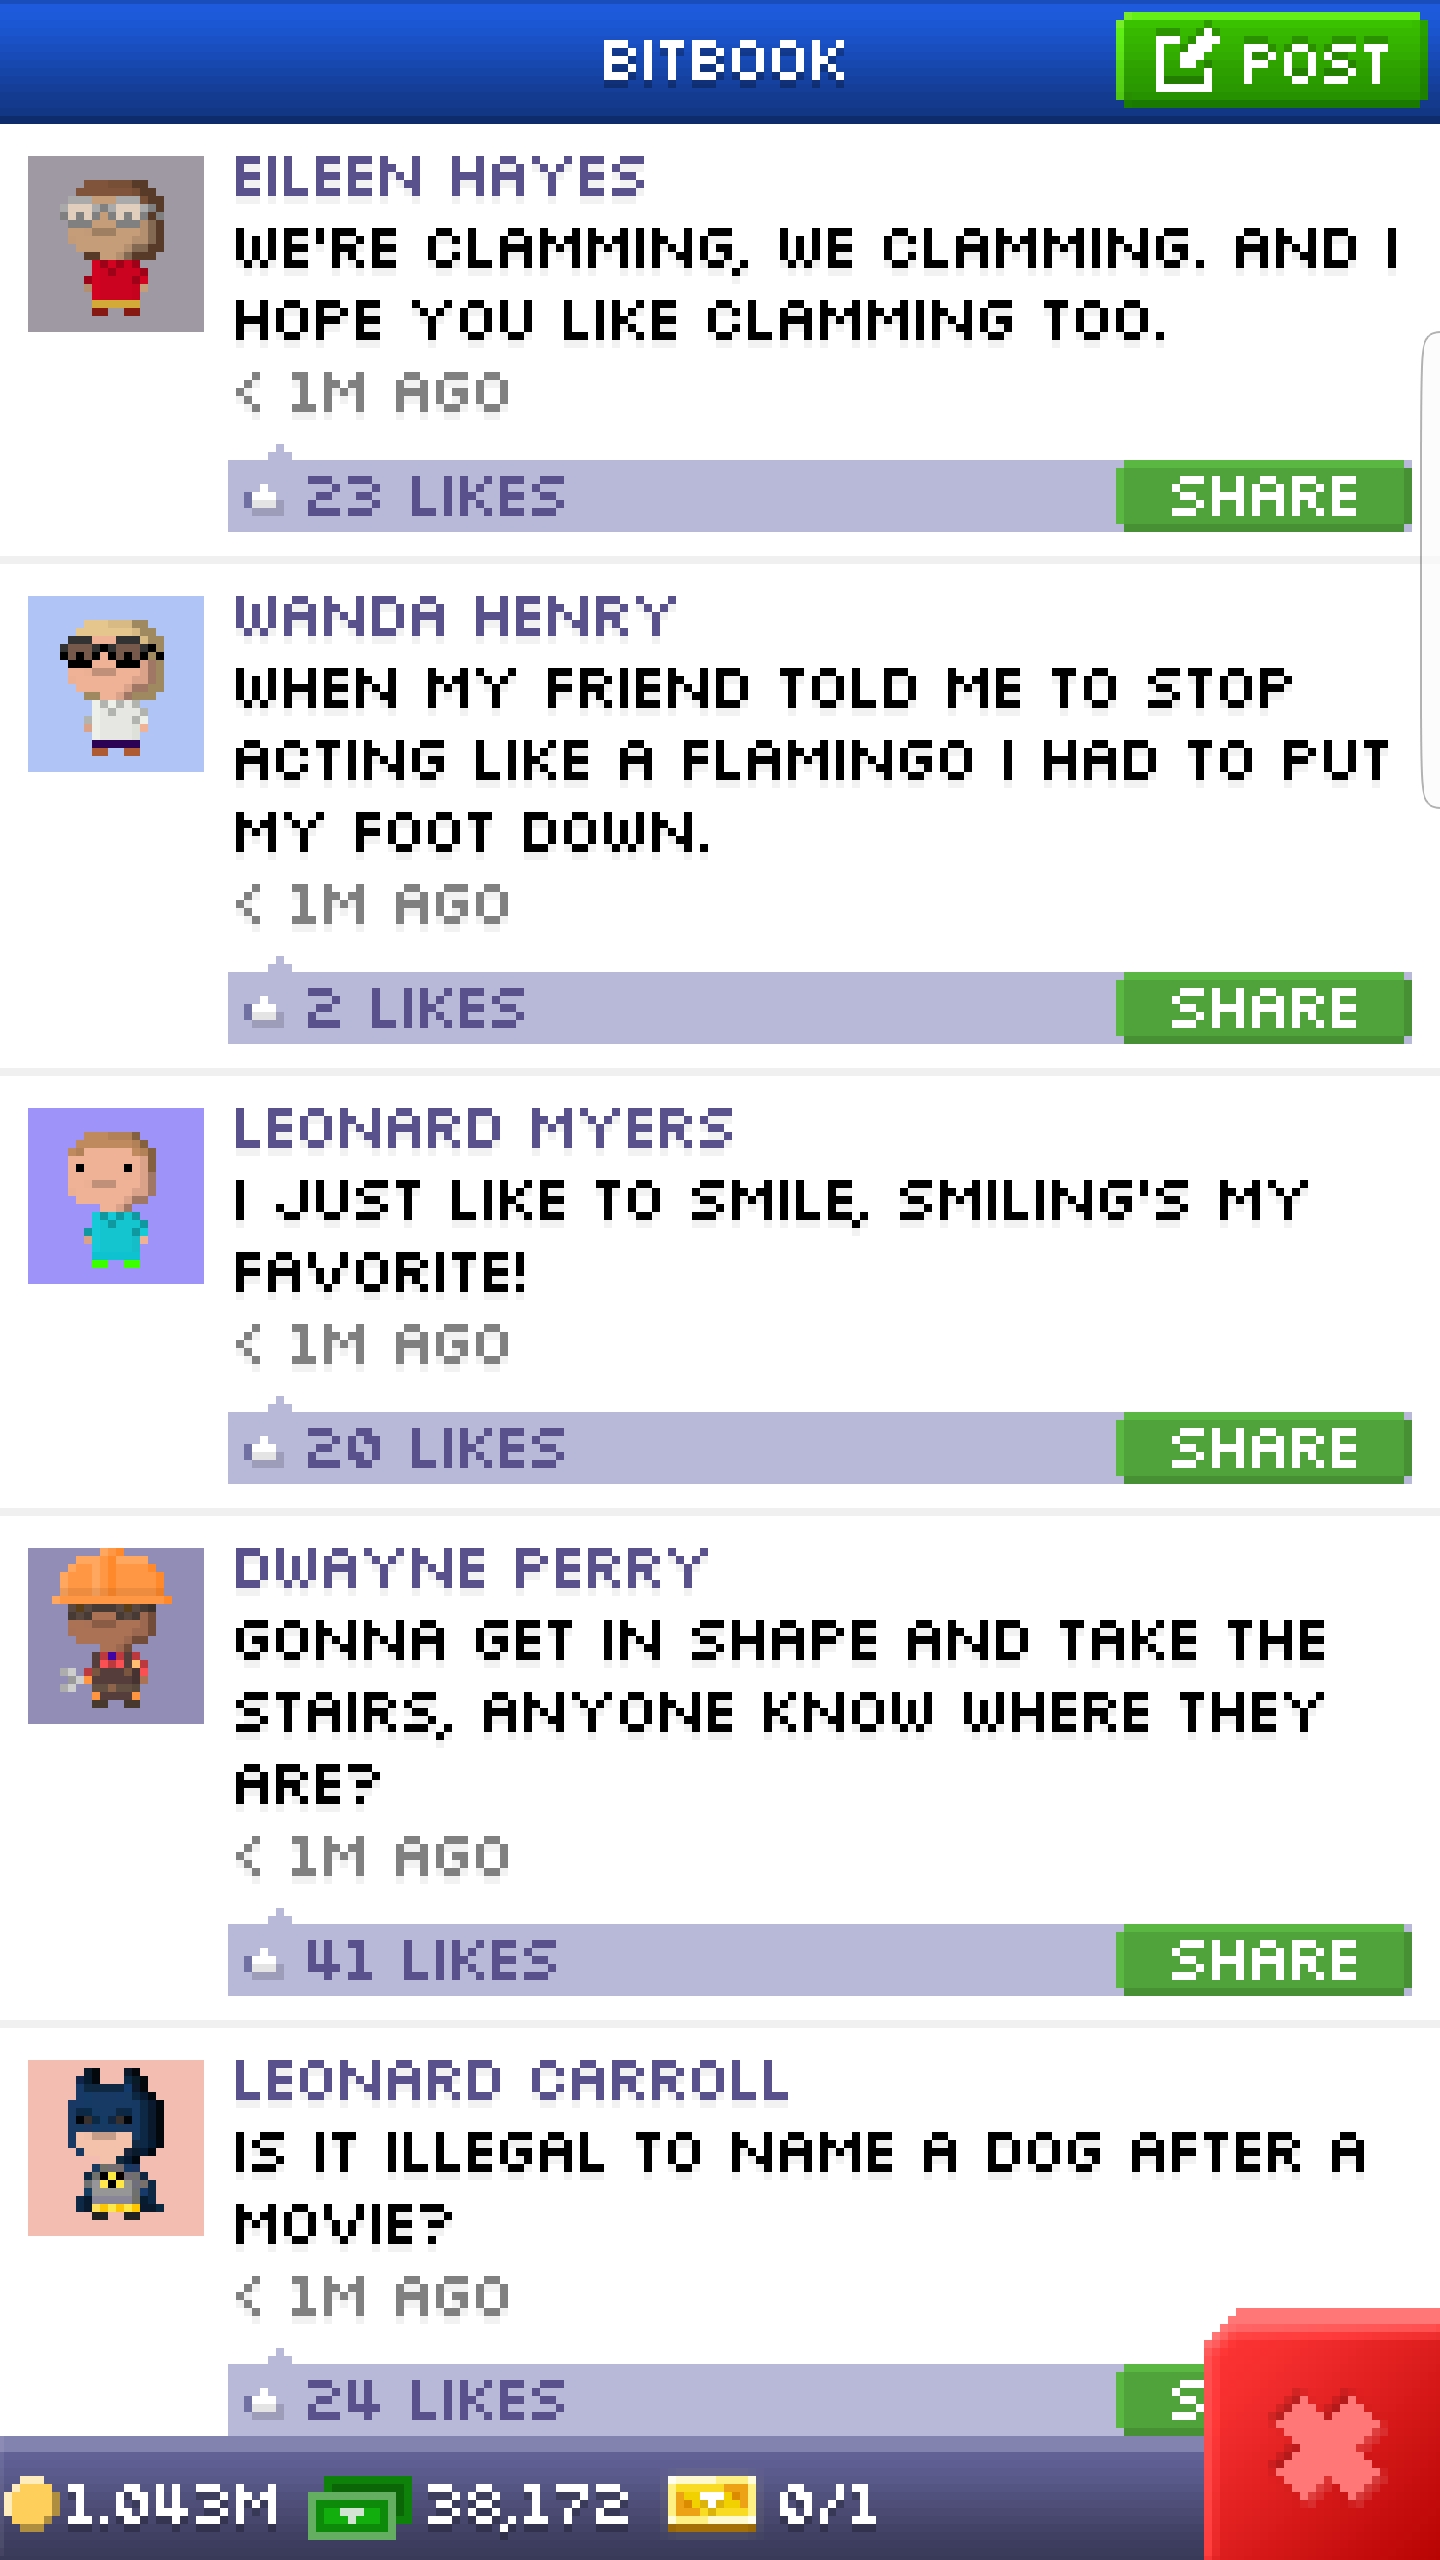 BITBOOK
POST
EILEEN HAYES
WE'RE CLAMMING, WE CLAMMING. AND I
HOPE YOU LIKE CLAMMING TOO.
< 1M AGO
23 LIKES
SHARE
WANDA HENRY
WHEN MY FRIEND TOLD ME TO STOP
ACTING LIKE A FLAMINGO I HAD TO PUT
MY FOOT DOWN.
< 1M AGO
2 LIKES
SHARE
LEONARD MYERS
I JUST LIKE TO SMILE, SMILING'S MY
FAVORITE!
< 1M AGO
20 LIKES
SHARE
DWAYNE PERRY
GONNA GET IN SHAPE AND TAKE THE
STAIRS, ANYONE KNOW WHERE THEY
ARE?
< 1M AGO
41 LIKES
SHARE
LEONARD CARROLL
IS IT ILLEGAL TO NAME A DOG AFTER A
MOVIE?
< 1M AGO
24 LIKES
S
1.043M
38,172
0/1